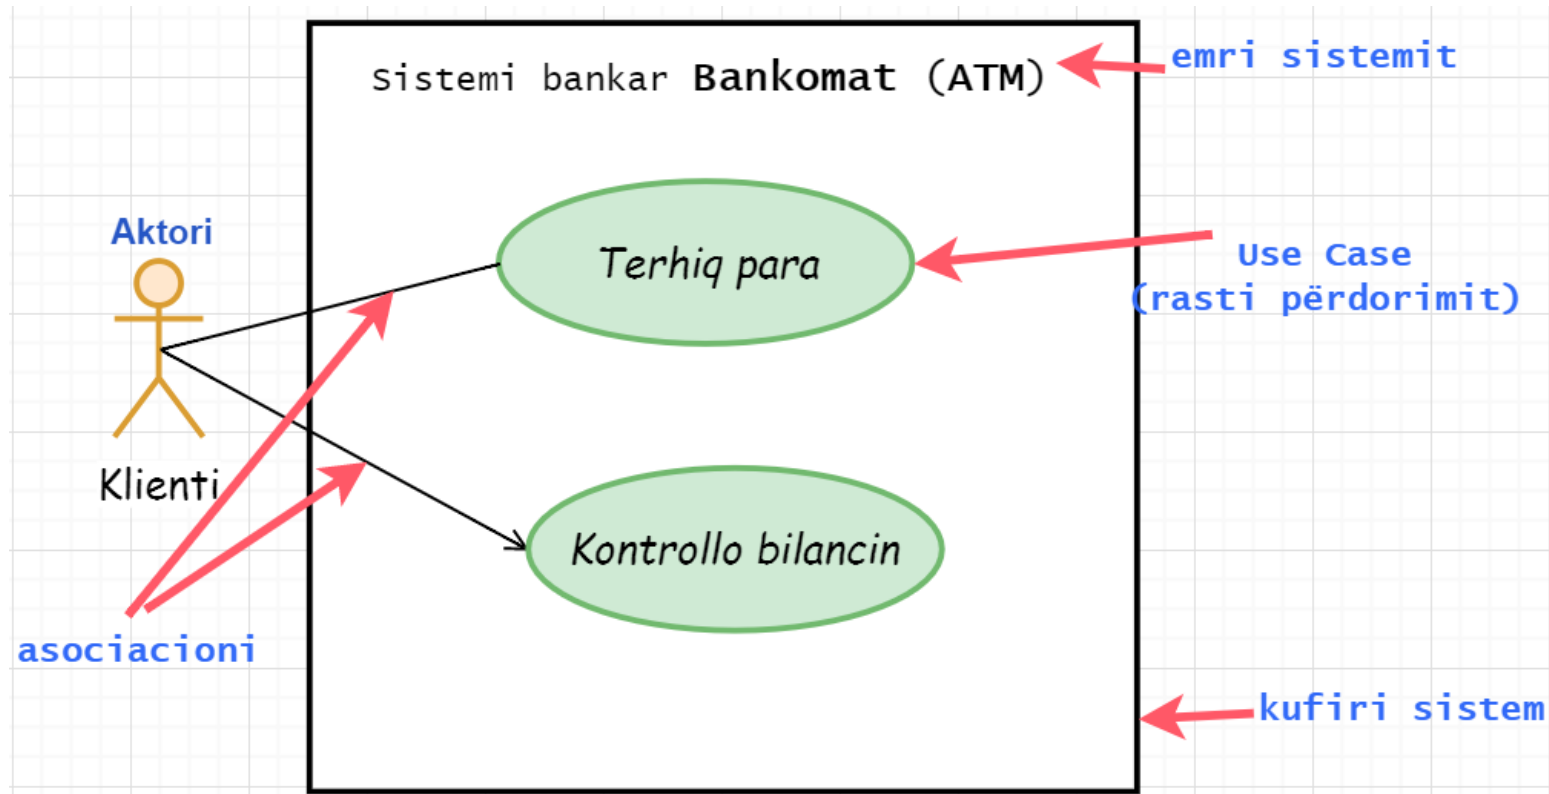 Sistemi bankar Bankomat (ATM)
emri sistemit
Aktori
Terhiq para
Use Case
(rasti përdorimit)
Klienti
Kontrollo bilancin
asociacioni
kufiri sistem